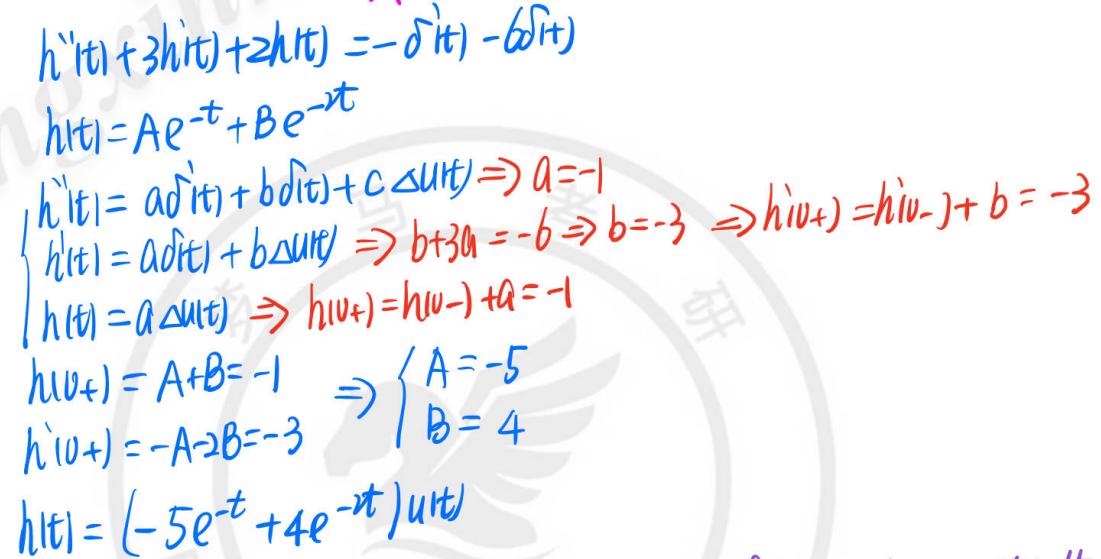 h''(t)+3h'(t)+2h(t)=-δ'(t)-6δ(t)
h(t)=Ae^{-t}+Be^{-2t}
h''(t)=aδ'(t)+bδ(t)+cΔu(t)⇒a=-1
h'(t)=aδ(t)+bΔu(t)⇒b+3a=-6⇒b=-3 ⇒h'(0+)=h'(0-)+b=-3
h(t)=aΔu(t)⇒h(0+)=h(0-)+a=-1
h(0+)=A+B=-1 ⇒ { A=-5
h'(0+)=-A-2B=-3 B=4
h(t)=(-5e^{-t}+4e^{-2t})u(t)